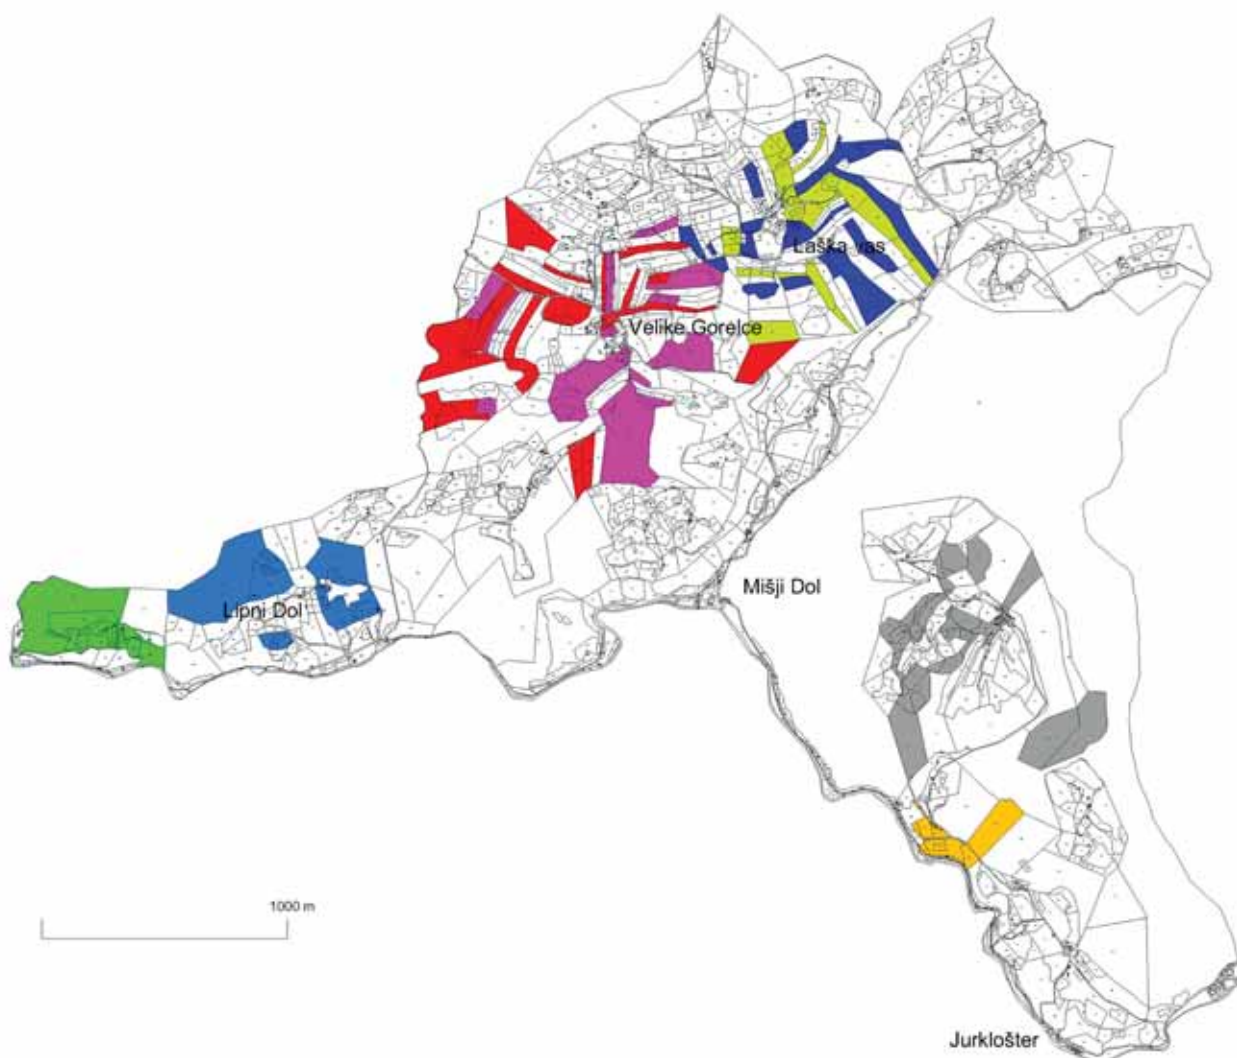 Laška vas
Velike Gorelce
Mišji Dol
Lipni Dol
1000 m
Jurklošter